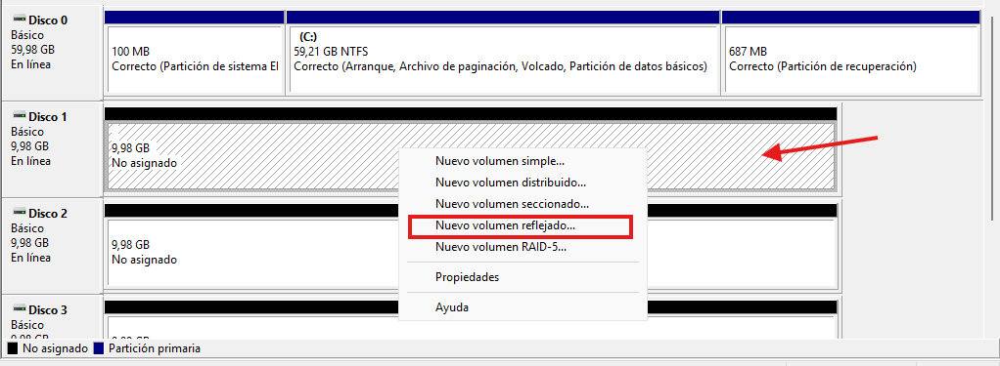 Disco 0
Básico
59,98 GB
En línea
100 MB
Correcto (Partición de sistema EI
(C:)
59,21 GB NTFS
Correcto (Arranque, Archivo de paginación, Volcado, Partición de datos básicos)
687 MB
Correcto (Partición de recuperación)
Disco 1
Básico
9,98 GB
En línea
9,98 GB
No asignado
Nuevo volumen simple...
Nuevo volumen distribuido...
Nuevo volumen seccionado...
Nuevo volumen reflejado...
Nuevo volumen RAID-5...
Propiedades
Ayuda
Disco 2
Básico
9,98 GB
En línea
9,98 GB
No asignado
Disco 3
Básico
No asignado
Partición primaria